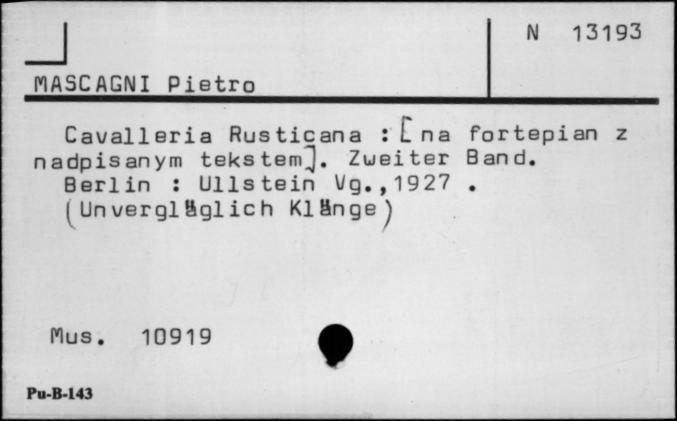 N 13193
MASCAGNI Pietro
Cavalleria Rusticana : [ na fortepian z
nadpisanym tekstem]. Zweiter Band.
Berlin : Ullstein Vg.,1927 .
(Unvergläglich Klänge)
Mus. 10919
Pu-B-143